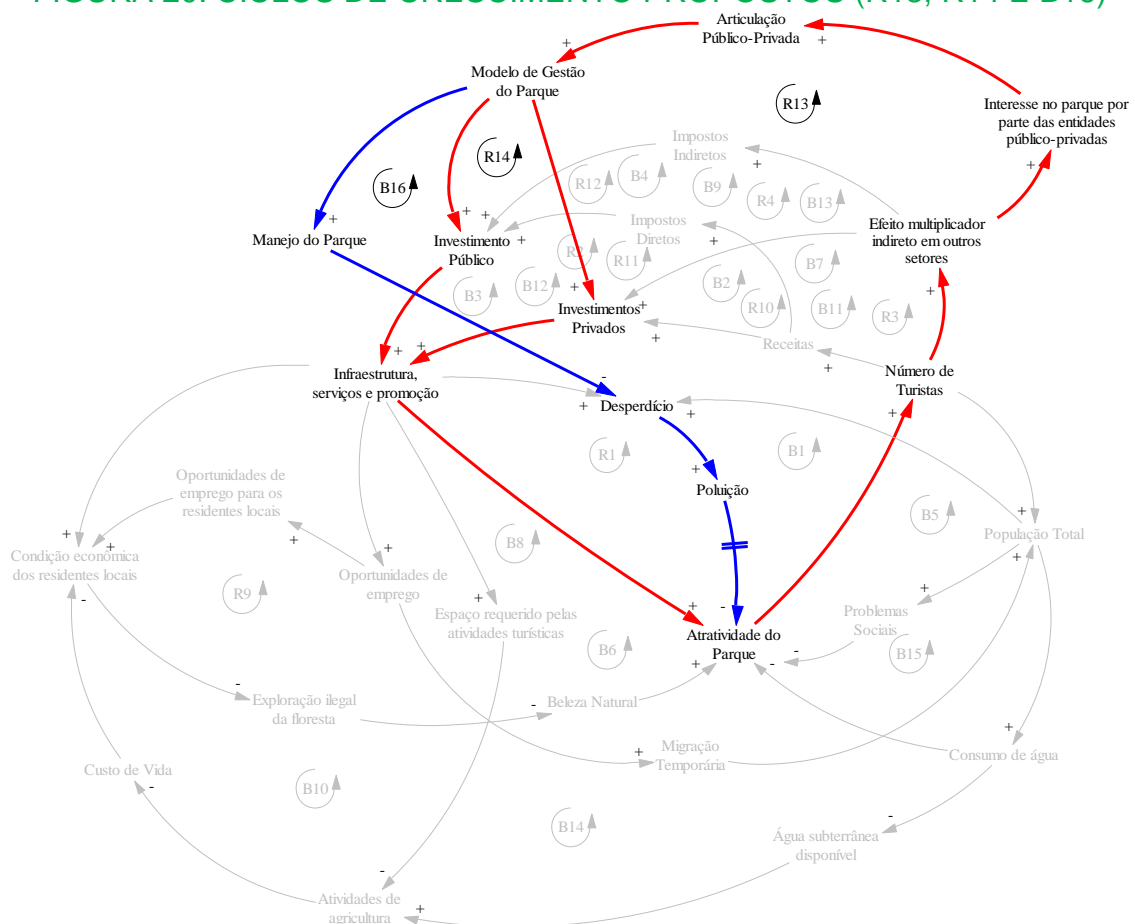 Articulação
Público-Privada
+
+
Modelo de Gestão
do Parque
Interesse no parque por
parte das entidades
público-privadas
R13
R14
Impostos
Indiretos
+
+
B16
R12
B4
B9
R4
B13
+
Manejo do Parque
+
+
Investimento
Público
+
Impostos
Diretos
+
Efeito multiplicador
indireto em outros
setores
R2
R11
B7
B3
B12
+
B2
R10
B11
R3
+
Investimentos
Privados
+
+
Receitas
+
+
+
Infraestrutura,
serviços e promoção
-
+
Desperdício
+
Número de
Turistas
+
R1
B1
+
Poluição
Oportunidades de
emprego para os
residentes locais
+
+
+
Condição econômica
dos residentes locais
-
B8
B5
+
População Total
+
+
Oportunidades de
emprego
R9
+
Espaço requerido pelas
atividades turísticas
+
-
Atratividade do
Parque
+
-
-
+
Problemas
Sociais
B6
B15
-
Exploração ilegal
da floresta
-
Beleza Natural
+
Migração
Temporária
+
Consumo de água
Custo de Vida
-
B10
B14
-
Água subterrânea
disponível
-
Atividades de
agricultura
+